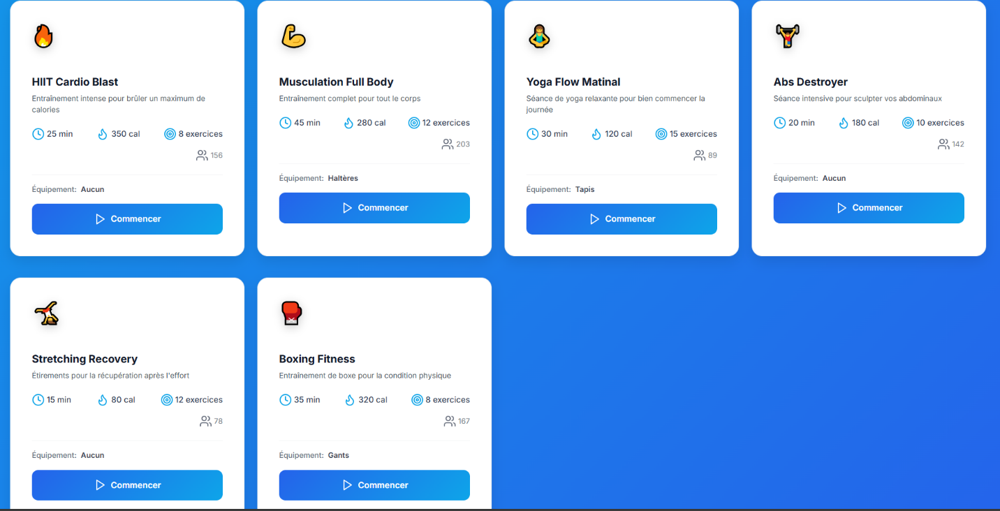 HIIT Cardio Blast
Entraînement intense pour brûler un maximum de
calories
25 min
350 cal
8 exercices
156
Équipement: Aucun
Commencer
Musculation Full Body
Entraînement complet pour tout le corps
45 min
280 cal
12 exercices
203
Équipement: Haltères
Commencer
Yoga Flow Matinal
Séance de yoga relaxante pour bien commencer la
journée
30 min
120 cal
15 exercices
89
Équipement: Tapis
Commencer
Abs Destroyer
Séance intensive pour sculpter vos abdominaux
20 min
180 cal
10 exercices
142
Équipement: Aucun
Commencer
Stretching Recovery
Étirements pour la récupération après l'effort
15 min
80 cal
12 exercices
78
Équipement: Aucun
Commencer
Boxing Fitness
Entraînement de boxe pour la condition physique
35 min
320 cal
8 exercices
167
Équipement: Gants
Commencer